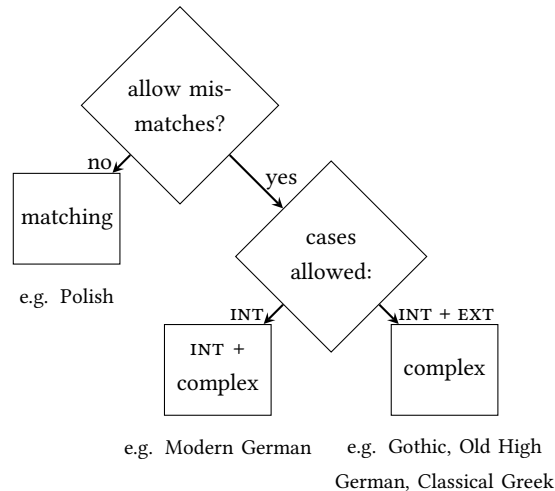 allow mis-
matches?
no
yes
matching
cases
allowed:
e.g. Polish
INT
INT + EXT
INT +
complex
complex
e.g. Modern German
e.g. Gothic, Old High
German, Classical Greek